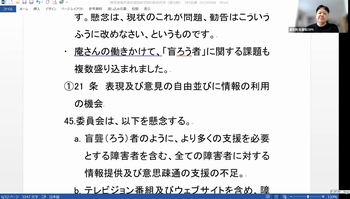 す。懸念は、現状のこれが問題、勧告はこういう
ふうに改めなさい、というものです。
・ 庵さんの働きかけて、「盲ろう者」に関する課題も
複数盛り込まれました。
①21 条 表現及び意見の自由並びに情報の利用
の機会
45.委員会は、以下を懸念する。
a. 盲聾(ろう)者のように、より多くの支援を必要
とする障害者を含む、全ての障害者に対する
情報提供及び意思疎通の支援の不足。
b. テレビジョン番組及びウェブサイトを含め、障